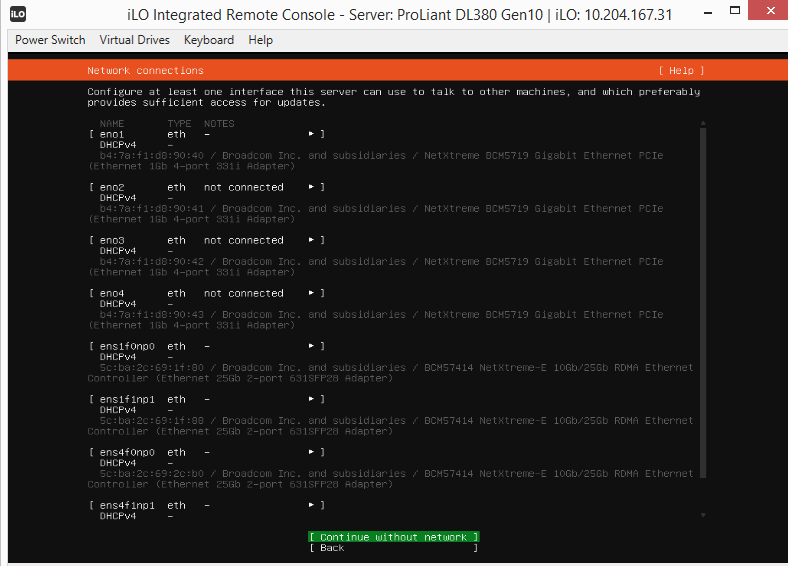 iLO iLO Integrated Remote Console - Server: ProLiant DL380 Gen10 | iLO: 10.204.167.31
Power Switch Virtual Drives Keyboard Help
Network connections [ Help ]
Configure at least one interface this server can use to talk to other machines, and which preferably
provides sufficient access for updates.
NAME TYPE NOTES
[ eno1 eth - ▸ ]
DHCPv4 -
b4:7a:f1:d8:90:40 / Broadcom Inc. and subsidiaries / NetXtreme BCM5719 Gigabit Ethernet PCIe
(Ethernet 1Gb 4-port 331i Adapter)
[ eno2 eth not connected ▸ ]
DHCPv4 -
b4:7a:f1:d8:90:41 / Broadcom Inc. and subsidiaries / NetXtreme BCM5719 Gigabit Ethernet PCIe
(Ethernet 1Gb 4-port 331i Adapter)
[ eno3 eth not connected ▸ ]
DHCPv4 -
b4:7a:f1:d8:90:42 / Broadcom Inc. and subsidiaries / NetXtreme BCM5719 Gigabit Ethernet PCIe
(Ethernet 1Gb 4-port 331i Adapter)
[ eno4 eth not connected ▸ ]
DHCPv4 -
b4:7a:f1:d8:90:43 / Broadcom Inc. and subsidiaries / NetXtreme BCM5719 Gigabit Ethernet PCIe
(Ethernet 1Gb 4-port 331i Adapter)
[ ens1f0np0 eth - ▸ ]
DHCPv4 -
5c:ba:2c:69:1f:80 / Broadcom Inc. and subsidiaries / BCM57414 NetXtreme-E 10Gb/25Gb RDMA Ethernet
Controller (Ethernet 25Gb 2-port 631SFP28 Adapter)
[ ens1f1np1 eth - ▸ ]
DHCPv4 -
5c:ba:2c:69:1f:88 / Broadcom Inc. and subsidiaries / BCM57414 NetXtreme-E 10Gb/25Gb RDMA Ethernet
Controller (Ethernet 25Gb 2-port 631SFP28 Adapter)
[ ens4f0np0 eth - ▸ ]
DHCPv4 -
5c:ba:2c:69:2c:b0 / Broadcom Inc. and subsidiaries / BCM57414 NetXtreme-E 10Gb/25Gb RDMA Ethernet
Controller (Ethernet 25Gb 2-port 631SFP28 Adapter)
[ ens4f1np1 eth - ▸ ]
DHCPv4 -
[ Continue without network ]
[ Back ]